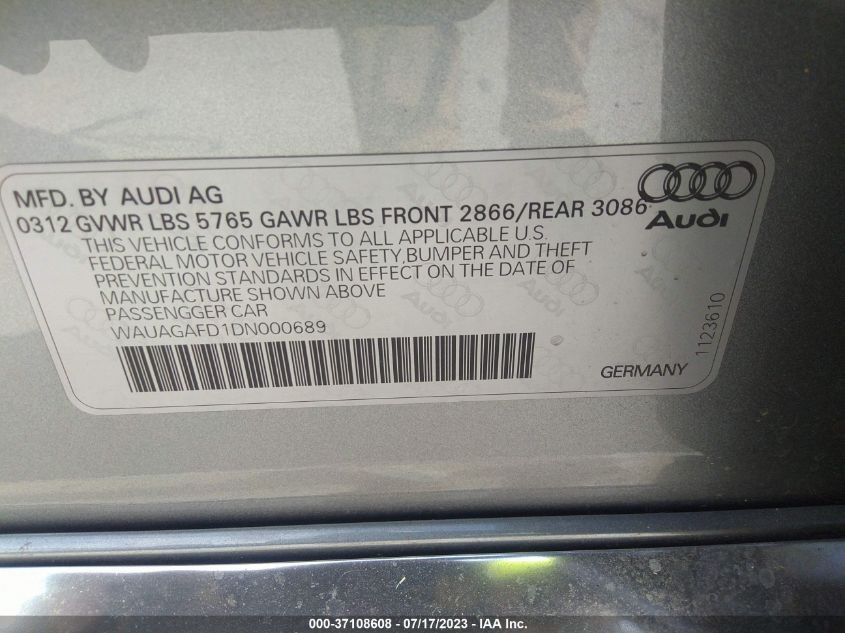 MFD. BY AUDI AG
0312 GVWR LBS 5765 GAWR LBS FRONT 2866/REAR 3086
Audi
THIS VEHICLE CONFORMS TO ALL APPLICABLE U.S.
FEDERAL MOTOR VEHICLE SAFETY,BUMPER AND THEFT
PREVENTION STANDARDS IN EFFECT ON THE DATE OF
MANUFACTURE SHOWN ABOVE
PASSENGGER CAR
WAUAGAFD1DN000689
GERMANY
1123610
000-37108608 - 07/17/2023 - IAA Inc.